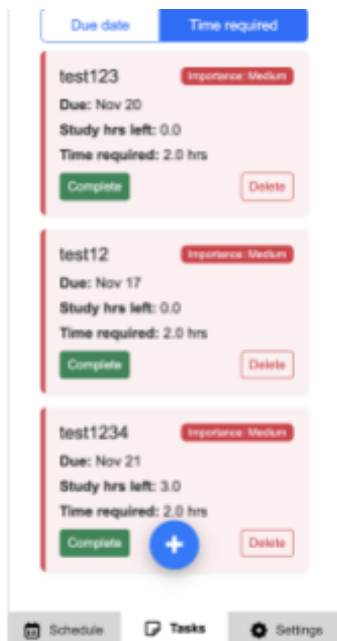 Due date Time required
test123 Importance: Medium
Due: Nov 20
Study hrs left: 0.0
Time required: 2.0 hrs
Complete Delete
test12 Importance: Medium
Due: Nov 17
Study hrs left: 0.0
Time required: 2.0 hrs
Complete Delete
test1234 Importance: Medium
Due: Nov 21
Study hrs left: 3.0
Time required: 2.0 hrs
Complete + Delete
Schedule Tasks Settings